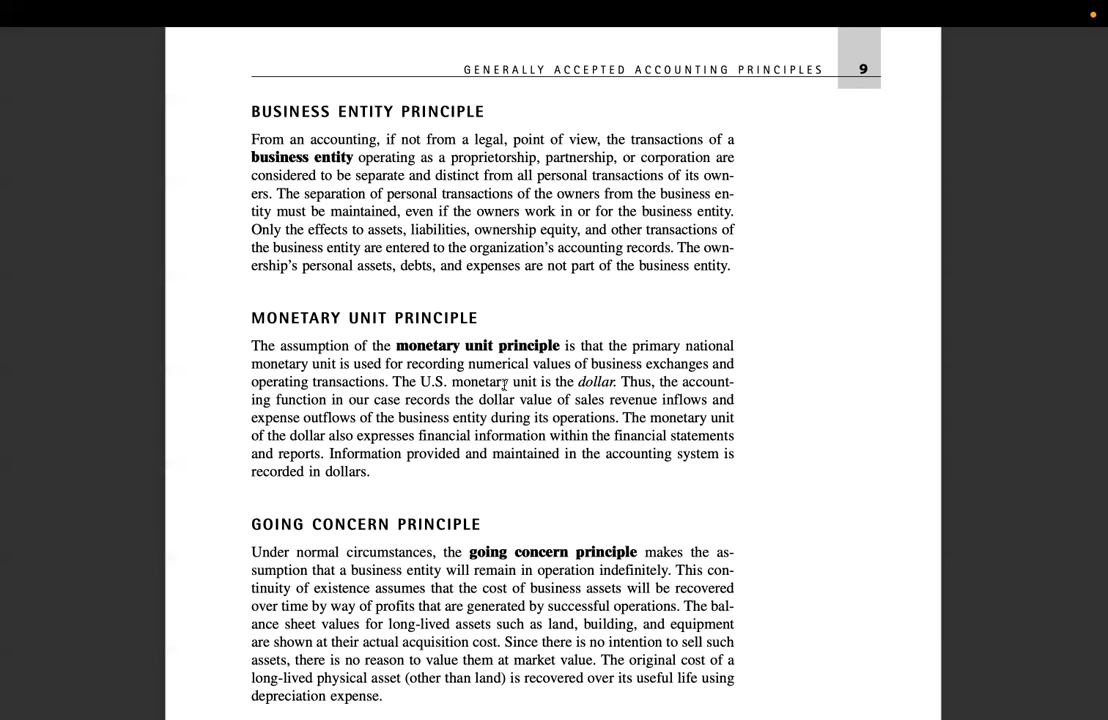 GENERALLY ACCEPTED ACCOUNTING PRINCIPLES 9
BUSINESS ENTITY PRINCIPLE
From an accounting, if not from a legal, point of view, the transactions of a
business entity operating as a proprietorship, partnership, or corporation are
considered to be separate and distinct from all personal transactions of its own-
ers. The separation of personal transactions of the owners from the business en-
tity must be maintained, even if the owners work in or for the business entity.
Only the effects to assets, liabilities, ownership equity, and other transactions of
the business entity are entered to the organization's accounting records. The own-
ership's personal assets, debts, and expenses are not part of the business entity.
MONETARY UNIT PRINCIPLE
The assumption of the monetary unit principle is that the primary national
monetary unit is used for recording numerical values of business exchanges and
operating transactions. The U.S. monetary unit is the dollar. Thus, the account-
ing function in our case records the dollar value of sales revenue inflows and
expense outflows of the business entity during its operations. The monetary unit
of the dollar also expresses financial information within the financial statements
and reports. Information provided and maintained in the accounting system is
recorded in dollars.
GOING CONCERN PRINCIPLE
Under normal circumstances, the going concern principle makes the as-
sumption that a business entity will remain in operation indefinitely. This con-
tinuity of existence assumes that the cost of business assets will be recovered
over time by way of profits that are generated by successful operations. The bal-
ance sheet values for long-lived assets such as land, building, and equipment
are shown at their actual acquisition cost. Since there is no intention to sell such
assets, there is no reason to value them at market value. The original cost of a
long-lived physical asset (other than land) is recovered over its useful life using
depreciation expense.